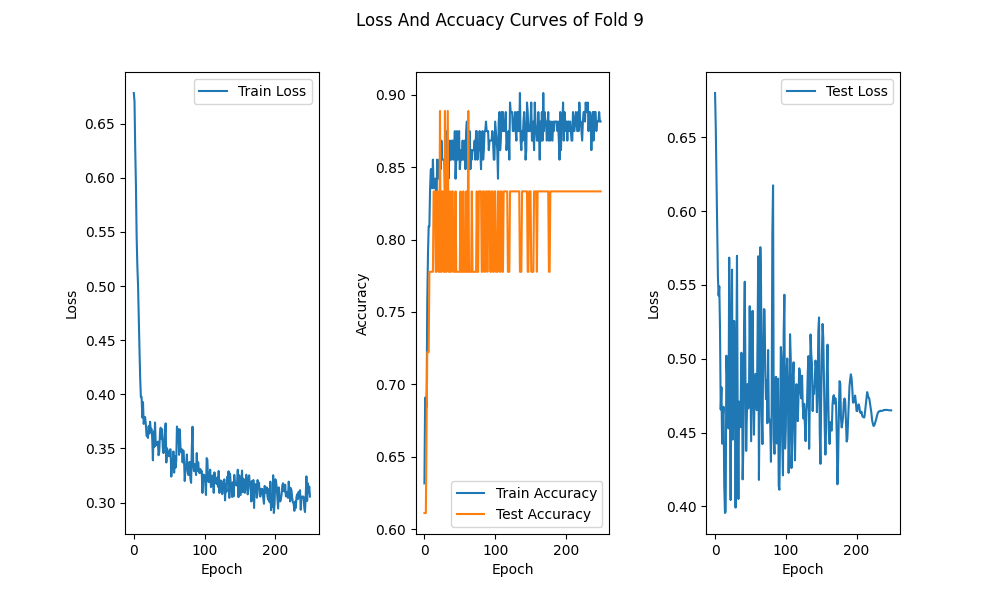 Loss And Accuacy Curves of Fold 9
Train Loss
0.65
0.60
0.55
0.50
0.45
0.40
0.35
0.30
Loss
0 100 200
Epoch
0.90
0.85
0.80
0.75
0.70
0.65
0.60
Accuracy
Train Accuracy
Test Accuracy
0 100 200
Epoch
Test Loss
0.65
0.60
0.55
0.50
0.45
0.40
Loss
0 100 200
Epoch